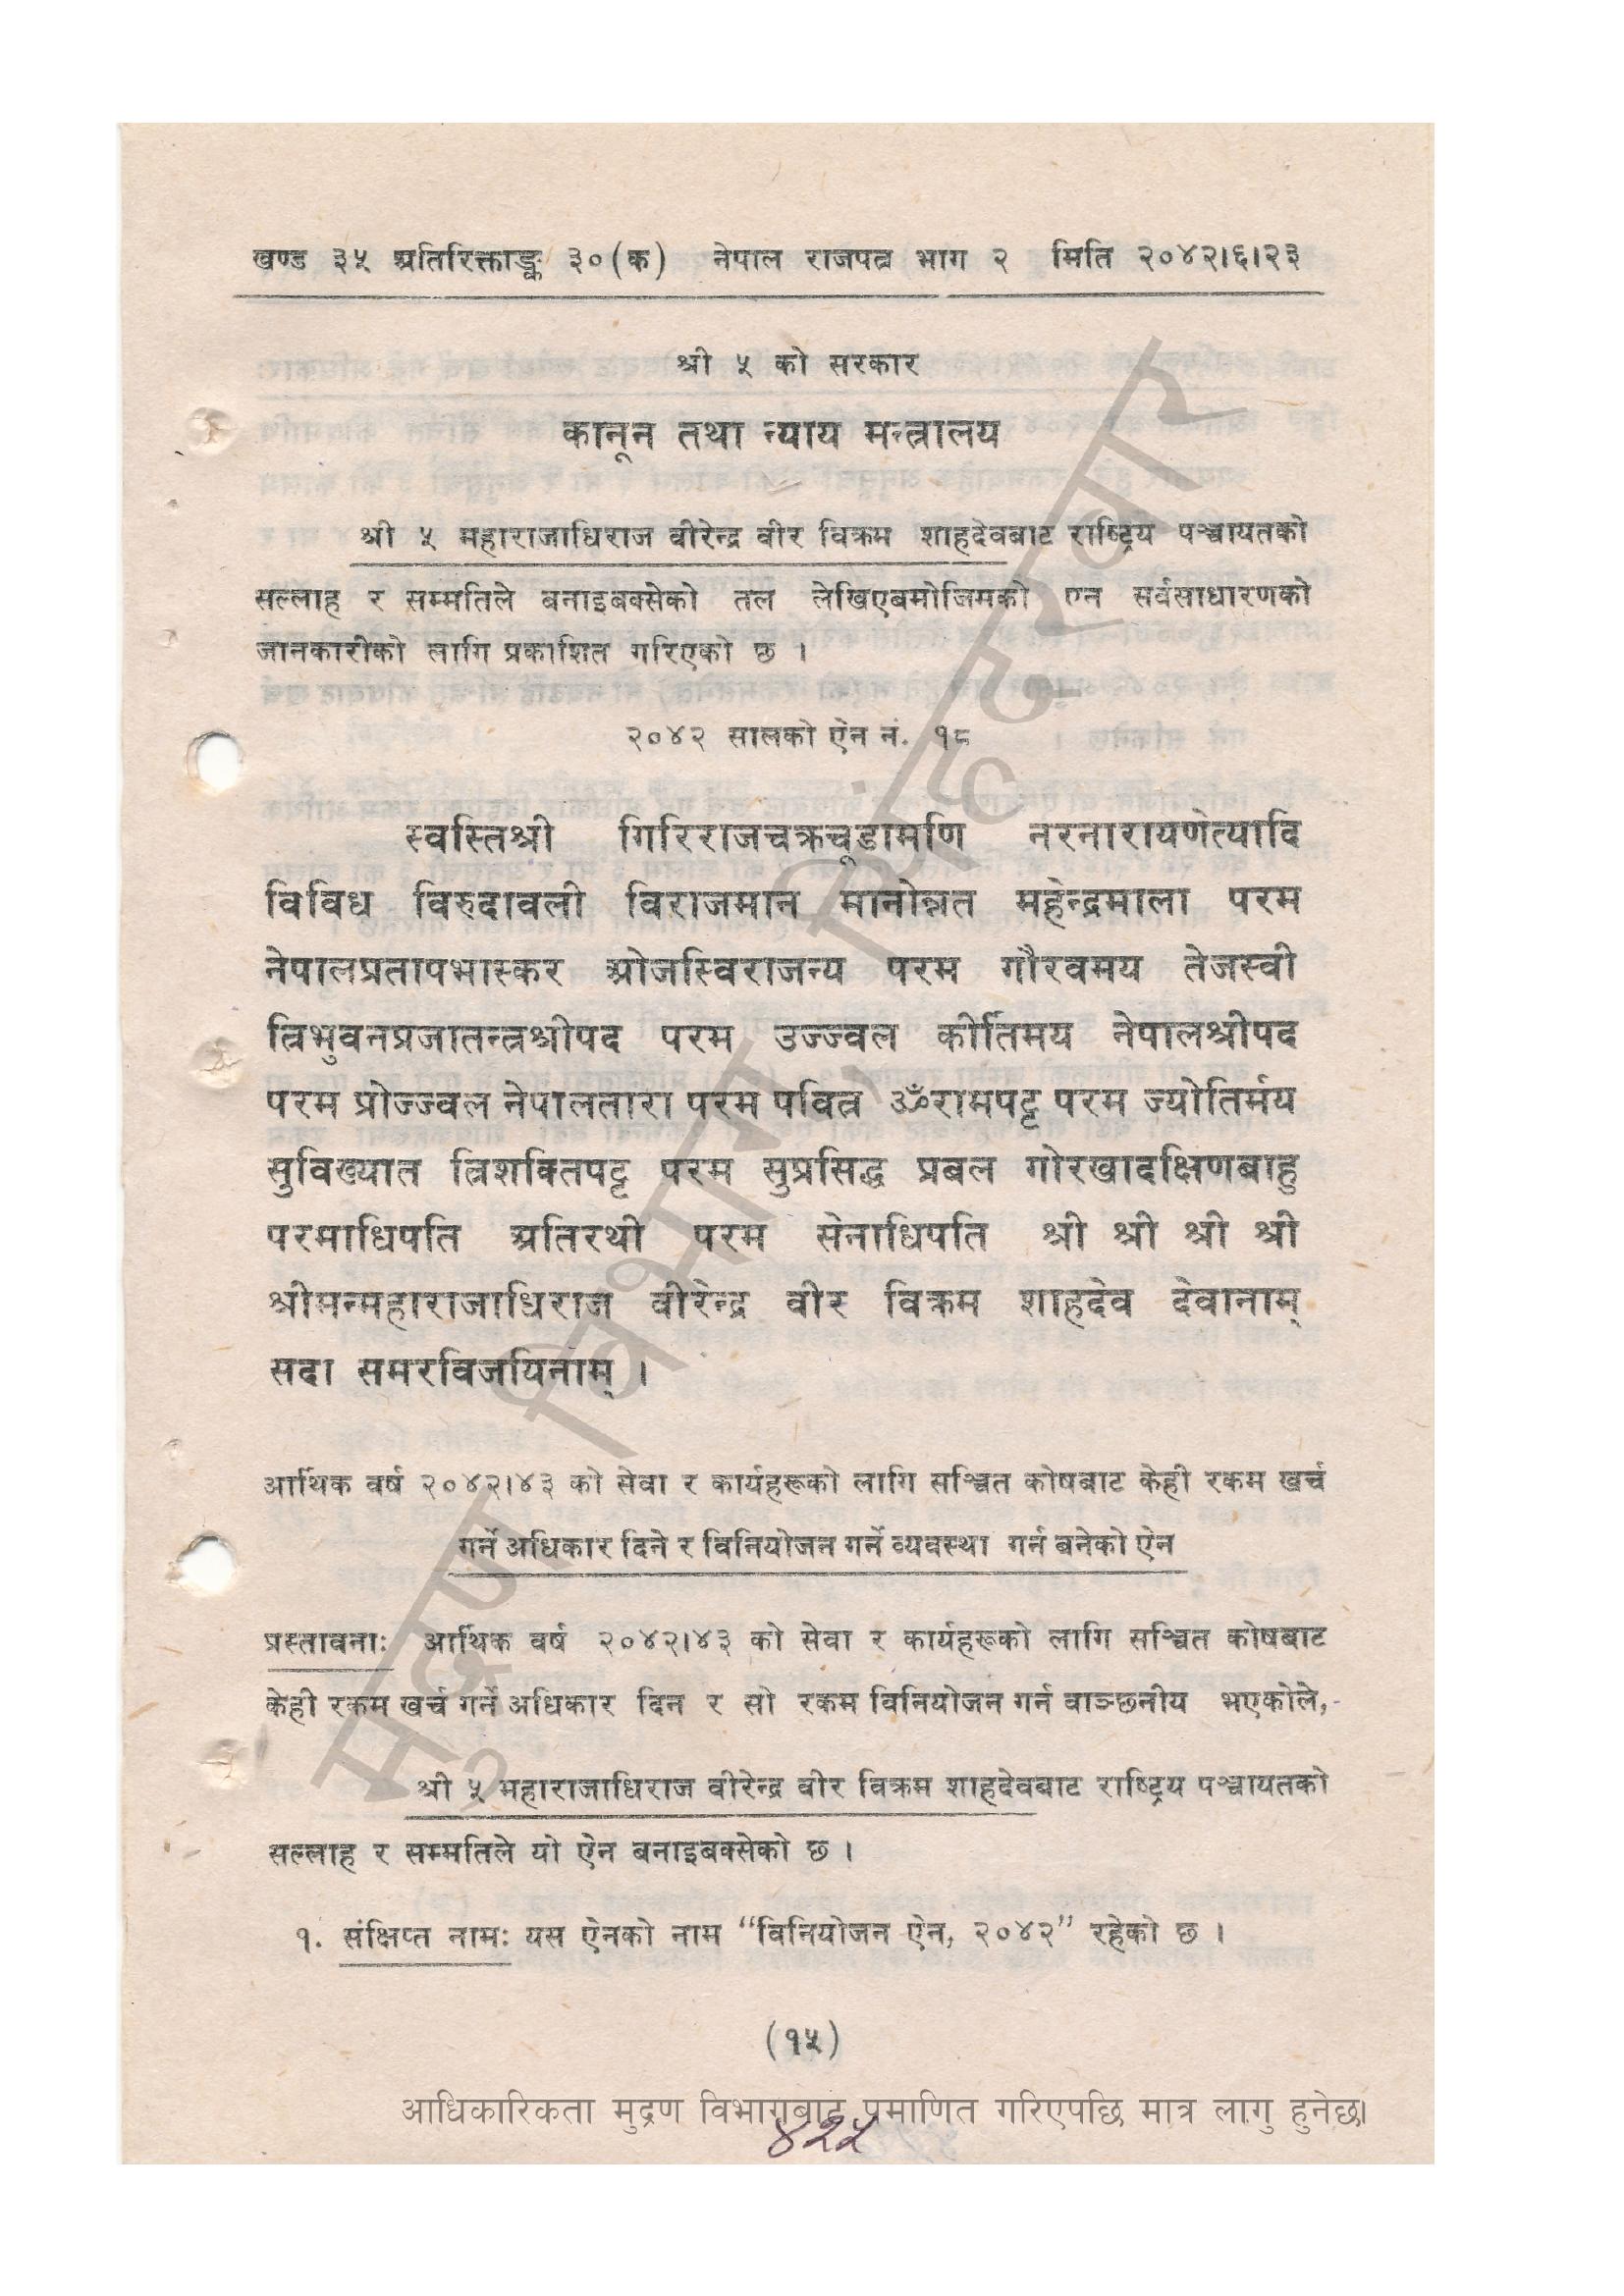 खण्ड ३५ अतिरिक्ताङ्क ३०(क) नेपाल राजपत्र भाग २ मिति २०४२।६।२३
श्री ५ को सरकार
कानून तथा न्याय मन्त्रालय
श्री ५ महाराजाधिराज वीरेन्द्र वीर विक्रम शाहदेवबाट राष्ट्रिय पञ्चायतको
सल्लाह र सम्मतिले बनाइबक्सेको तल लेखिएबमोजिमको एन सर्वसाधारणको
जानकारीको लागि प्रकाशित गरिएको छ ।
२०४२ सालको ऐन नं. १८
स्वस्तिश्री गिरिराजचक्रचूडामणि नरनारायणेत्यादि
विविध विरुदावली विराजमान मानोन्नत महेन्द्रमाला परम
नेपालप्रतापभास्कर ओजस्विराजन्य परम गौरवमय तेजस्वी
त्रिभुवनप्रजातन्त्रश्रीपद परम उज्ज्वल कीर्तिमय नेपालश्रीपद
परम प्रोज्ज्वल नेपालतारा परम पवित्र ॐरामपट्ट परम ज्योतिर्मय
सुविख्यात त्रिशक्तिपट्ट परम सुप्रसिद्ध प्रबल गोरखादक्षिणबाहु
परमाधिपति अतिरथी परम सेनाधिपति श्री श्री श्री श्री
श्रीमन्महाराजाधिराज वीरेन्द्र वीर विक्रम शाहदेव देवानाम्
सदा समरविजयिनाम् ।
आर्थिक वर्ष २०४२।४३ को सेवा र कार्यहरूको लागि सञ्चित कोषबाट केही रकम खर्च
गर्ने अधिकार दिने र विनियोजन गर्ने व्यवस्था गर्न बनेको ऐन
प्रस्तावनाः आर्थिक वर्ष २०४२।४३ को सेवा र कार्यहरूको लागि सञ्चित कोषबाट
केही रकम खर्च गर्ने अधिकार दिन र सो रकम विनियोजन गर्न वाञ्छनीय भएकोले,
श्री ५ महाराजाधिराज वीरेन्द्र वीर विक्रम शाहदेवबाट राष्ट्रिय पञ्चायतको
सल्लाह र सम्मतिले यो ऐन बनाइबक्सेको छ ।
१. संक्षिप्त नामः यस ऐनको नाम “विनियोजन ऐन, २०४२” रहेको छ ।
(१५)
आधिकारिकता मुद्रण विभागबाट प्रमाणित गरिएपछि मात्र लागु हुनेछ।
४२५
मुद्रण विभाग, सिंहदरबार